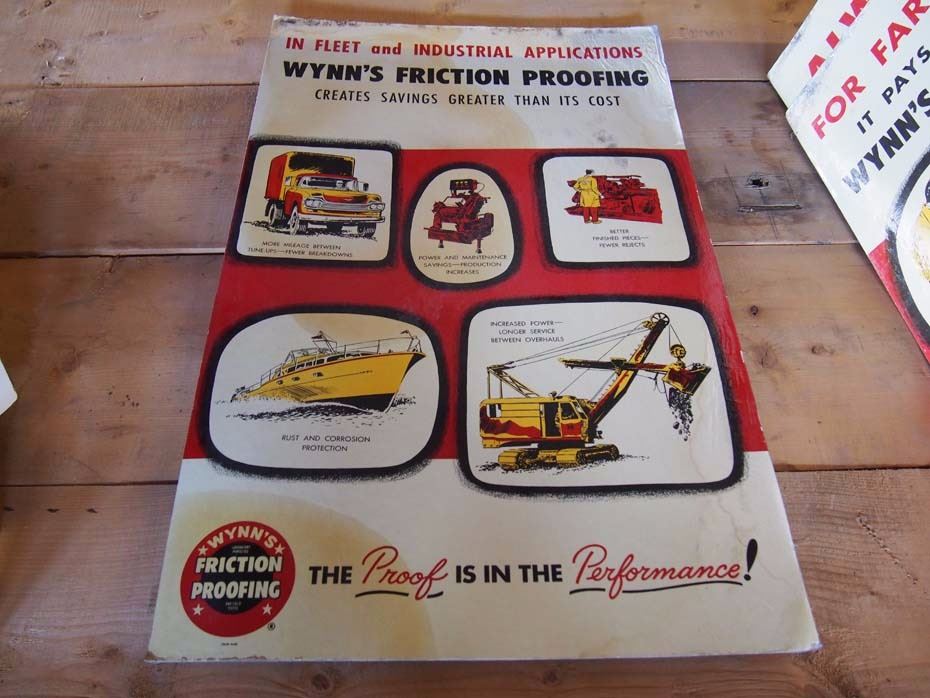 IN FLEET and INDUSTRIAL APPLICATIONS
WYNN'S FRICTION PROOFING
CREATES SAVINGS GREATER THAN ITS COST
MORE MILEAGE BETWEEN
TUNE-UPS—FEWER BREAKDOWNS
POWER AND MAINTENANCE
SAVINGS—PRODUCTION
INCREASES
BETTER
FINISHED PIECES—
FEWER REJECTS
RUST AND CORROSION
PROTECTION
INCREASED POWER—
LONGER SERVICE
BETWEEN OVERHAULS
WYNN'S
FRICTION
PROOFING
®
THE Proof IS IN THE Performance!
FOR FAR
IT PAYS
WYNN'S